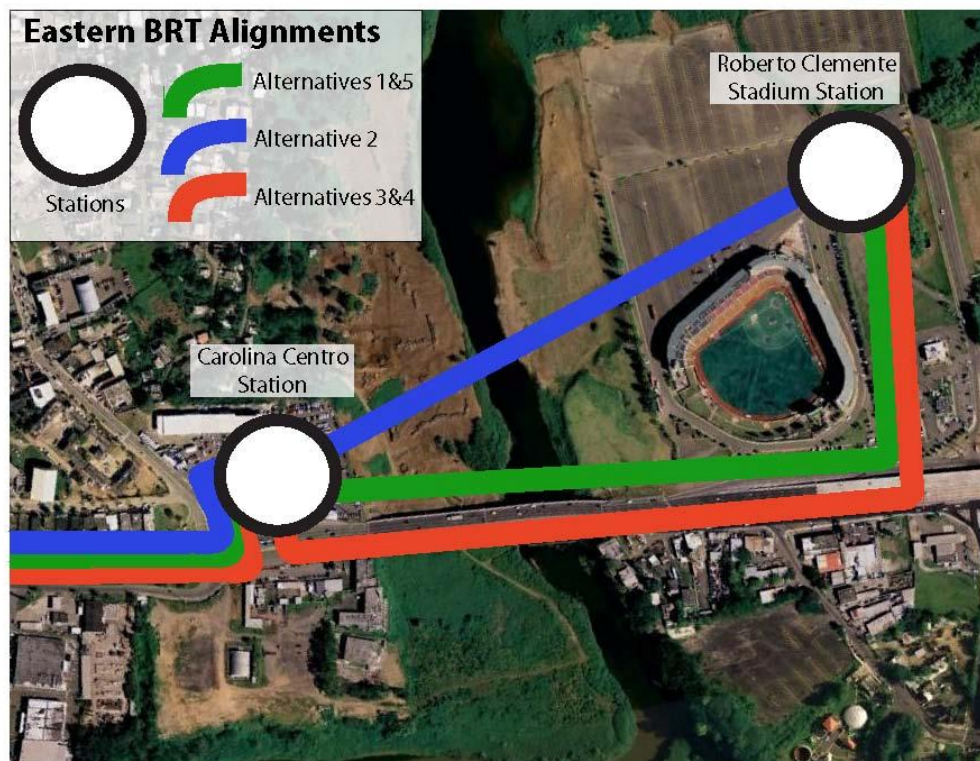 Eastern BRT Alignments
Alternatives 1&5
Alternative 2
Stations
Alternatives 3&4
Roberto Clemente
Stadium Station
Carolina Centro
Station